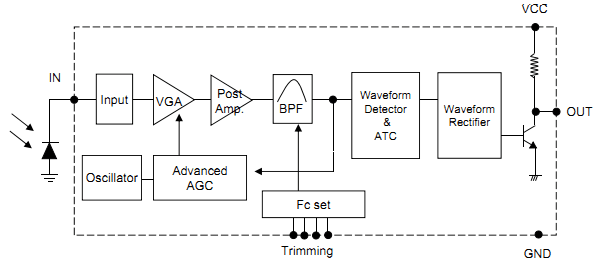 VCC
IN
Input
VGA
Post
Amp.
BPF
Waveform
Detector
&
ATC
Waveform
Rectifier
OUT
Oscillator
Advanced
AGC
Fc set
Trimming
GND